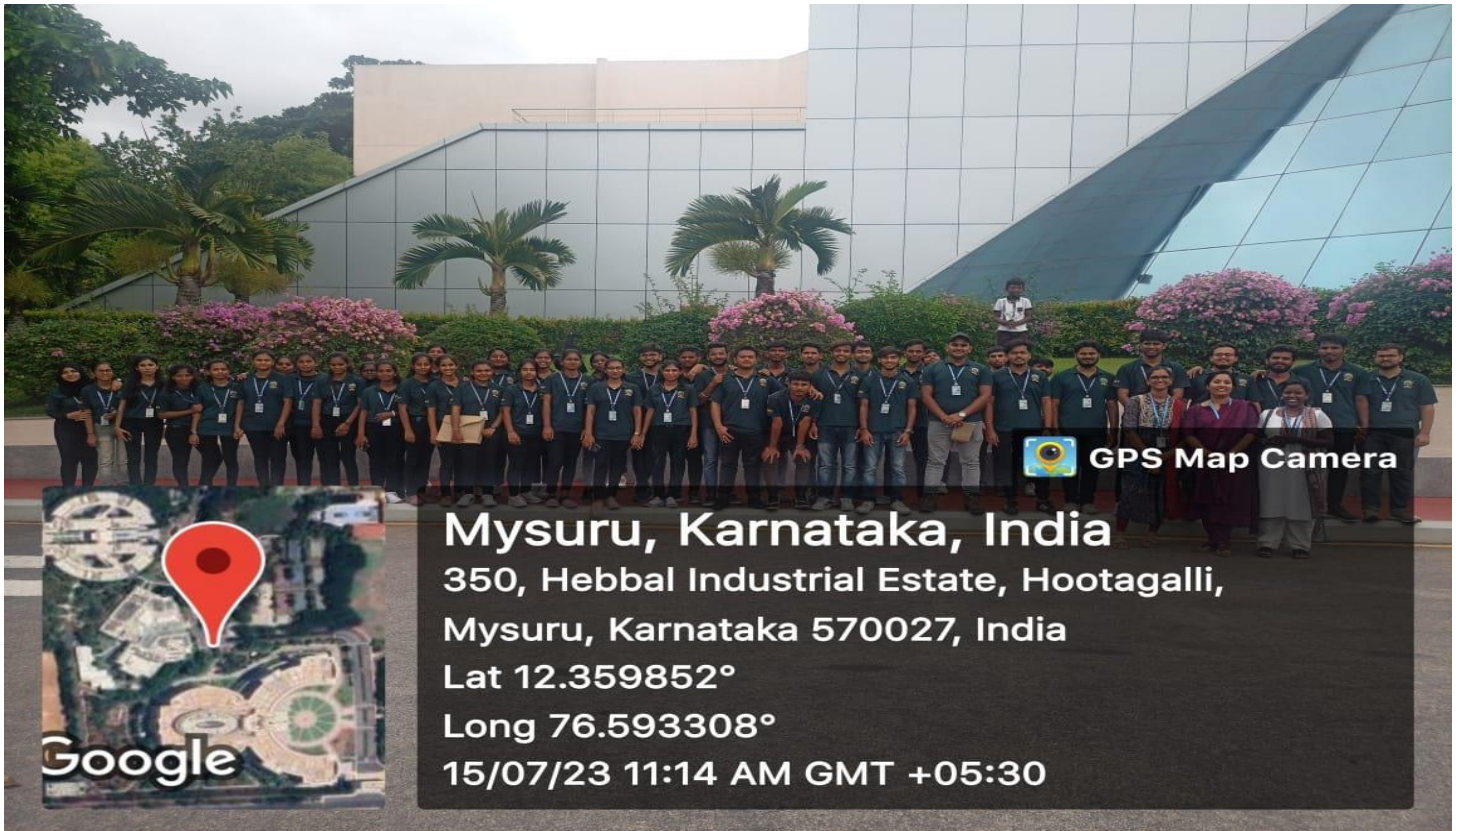 GPS Map Camera
Mysuru, Karnataka, India
350, Hebbal Industrial Estate, Hootagalli,
Mysuru, Karnataka 570027, India
Lat 12.359852°
Long 76.593308°
15/07/23 11:14 AM GMT +05:30
Google